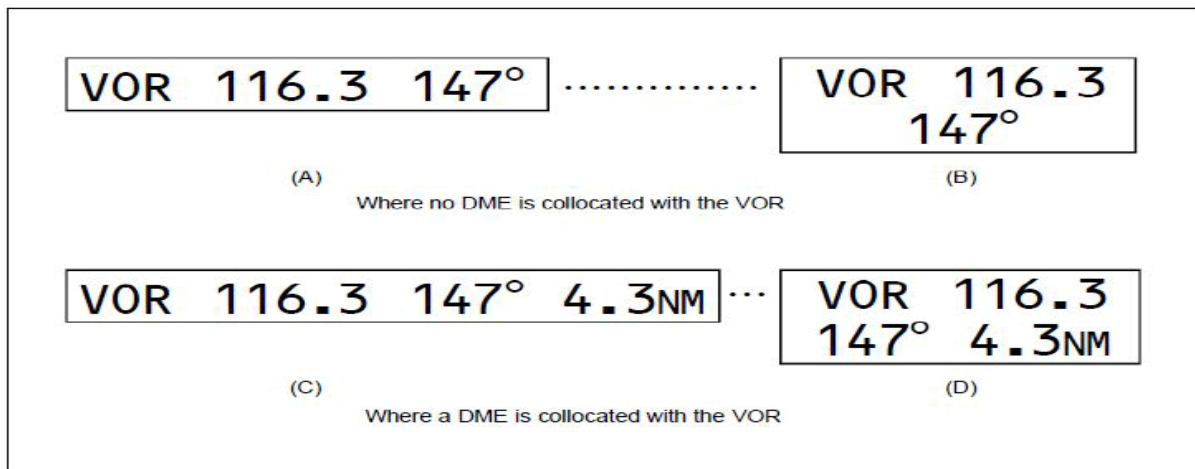 VOR 116.3 147° ..............
VOR 116.3
147°
(A)
(B)
Where no DME is collocated with the VOR
VOR 116.3 147° 4.3NM ...
VOR 116.3
147° 4.3NM
(C)
(D)
Where a DME is collocated with the VOR